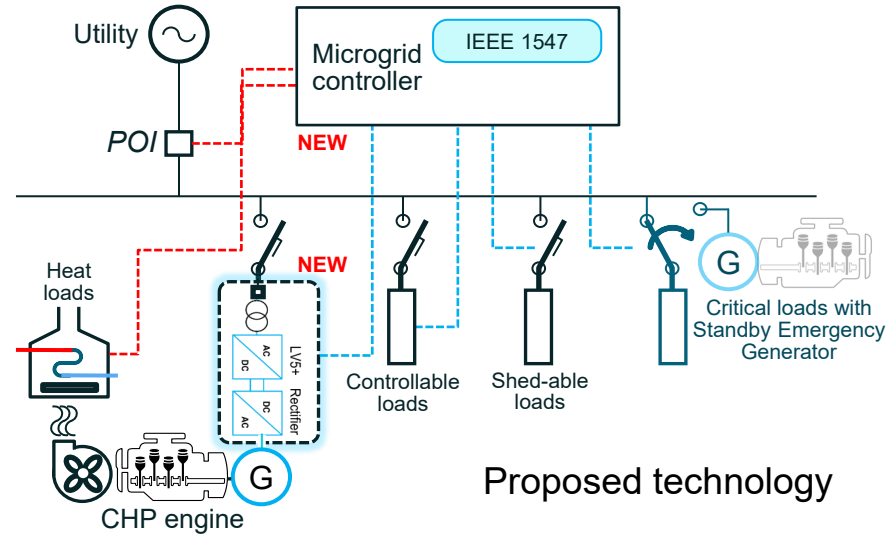 Utility
Microgrid
controller
IEEE 1547
POI
NEW
NEW
Heat
loads
AC
DC
DC
AC
LV5+ Rectifier
Controllable
loads
Shed-able
loads
G
Critical loads with
Standby Emergency
Generator
G
CHP engine
Proposed technology